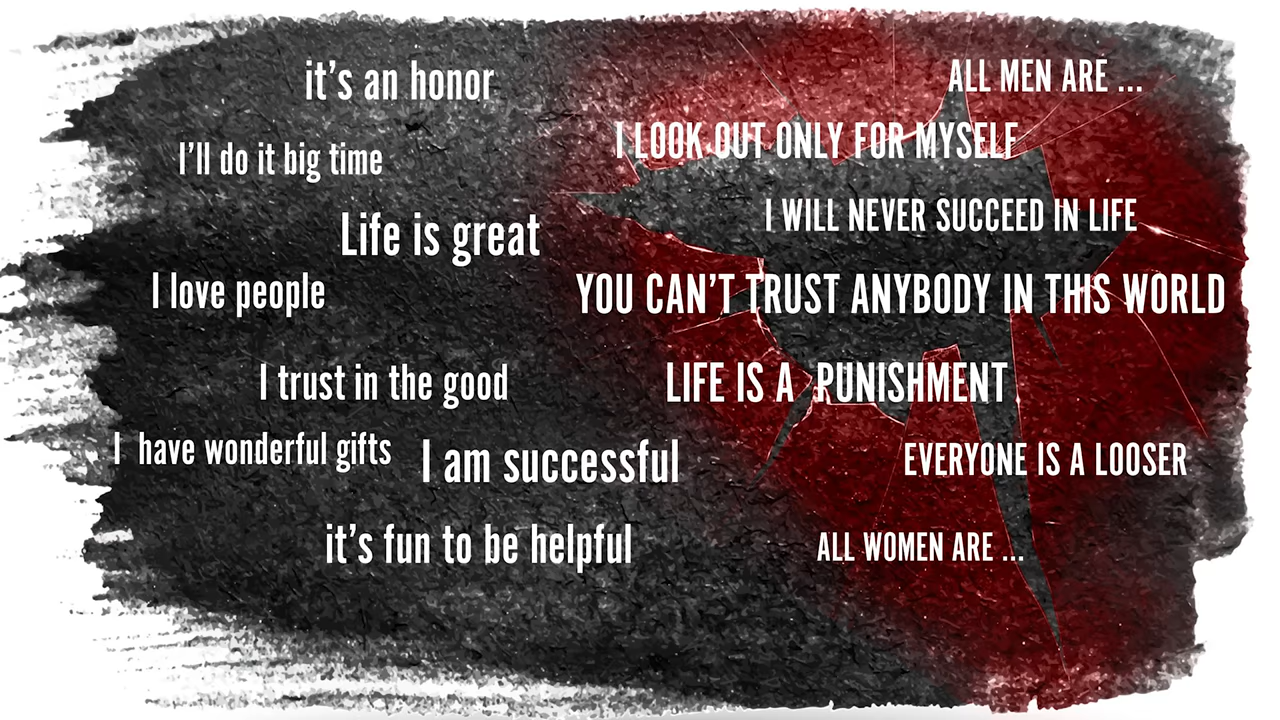 it's an honor
I'll do it big time
Life is great
I love people
I trust in the good
I have wonderful gifts
I am successful
it's fun to be helpful
ALL MEN ARE ...
I LOOK OUT ONLY FOR MYSELF
I WILL NEVER SUCCEED IN LIFE
YOU CAN'T TRUST ANYBODY IN THIS WORLD
LIFE IS A PUNISHMENT
EVERYONE IS A LOOSER
ALL WOMEN ARE ...